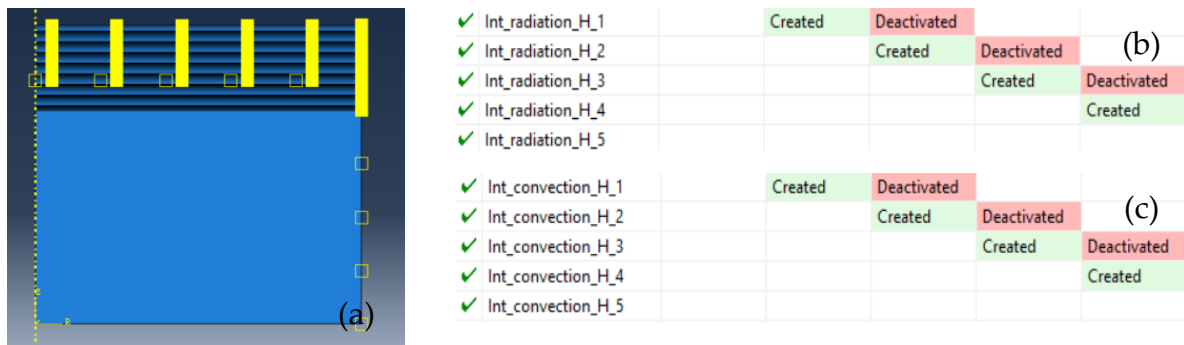 Int_radiation_H_1 Created Deactivated
Int_radiation_H_2 Created Deactivated (b)
Int_radiation_H_3 Created Deactivated
Int_radiation_H_4 Created
Int_radiation_H_5
Int_convection_H_1 Created Deactivated
Int_convection_H_2 Created Deactivated (c)
Int_convection_H_3 Created Deactivated
Int_convection_H_4 Created
Int_convection_H_5
R
(a)